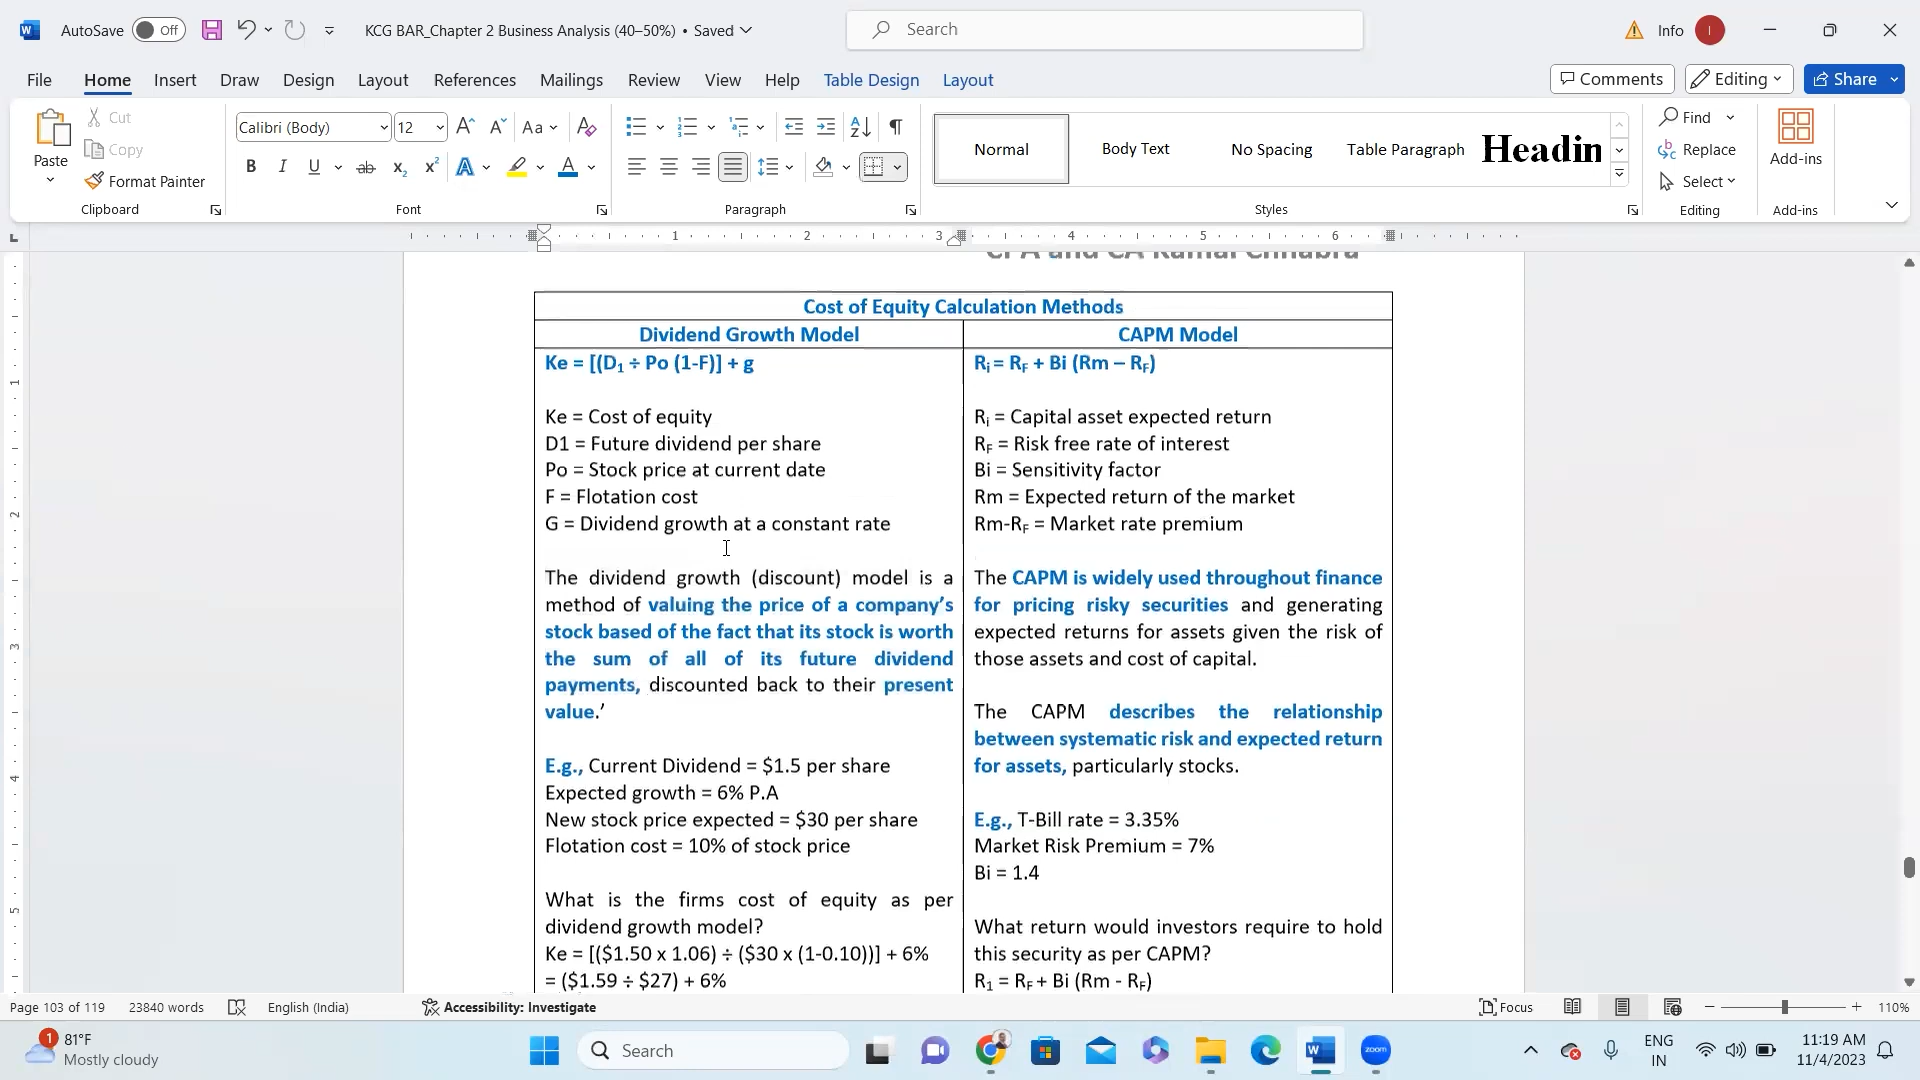 AutoSave Off KCG BAR_Chapter 2 Business Analysis (40–50%) • Saved Search Info I
File Home Insert Draw Design Layout References Mailings Review View Help Table Design Layout Comments Editing Share
Paste Cut Copy Format Painter Clipboard
Calibri (Body) 12 Font
Paragraph
Normal Body Text No Spacing Table Paragraph Headin Styles
Find Replace Select Editing
Add-ins Add-ins
1 2 3 4 5 6
CPA and CA Kamal Chhabra
Cost of Equity Calculation Methods
Dividend Growth Model
Ke = [(D₁ ÷ Po (1-F)] + g
Ke = Cost of equity
D1 = Future dividend per share
Po = Stock price at current date
F = Flotation cost
G = Dividend growth at a constant rate
The dividend growth (discount) model is a
method of valuing the price of a company’s
stock based of the fact that its stock is worth
the sum of all of its future dividend
payments, discounted back to their present
value.’
E.g., Current Dividend = $1.5 per share
Expected growth = 6% P.A
New stock price expected = $30 per share
Flotation cost = 10% of stock price
What is the firms cost of equity as per
dividend growth model?
Ke = [($1.50 x 1.06) ÷ ($30 x (1-0.10))] + 6%
= ($1.59 ÷ $27) + 6%
CAPM Model
Rᵢ = RF + Bi (Rm – RF)
Rᵢ = Capital asset expected return
RF = Risk free rate of interest
Bi = Sensitivity factor
Rm = Expected return of the market
Rm-RF = Market rate premium
The CAPM is widely used throughout finance
for pricing risky securities and generating
expected returns for assets given the risk of
those assets and cost of capital.
The CAPM describes the relationship
between systematic risk and expected return
for assets, particularly stocks.
E.g., T-Bill rate = 3.35%
Market Risk Premium = 7%
Bi = 1.4
What return would investors require to hold
this security as per CAPM?
R₁ = RF + Bi (Rm - RF)
Page 103 of 119 23840 words English (India) Accessibility: Investigate Focus 110%
1 81°F
Mostly cloudy
Search
zoom
ENG
IN
11:19 AM
11/4/2023